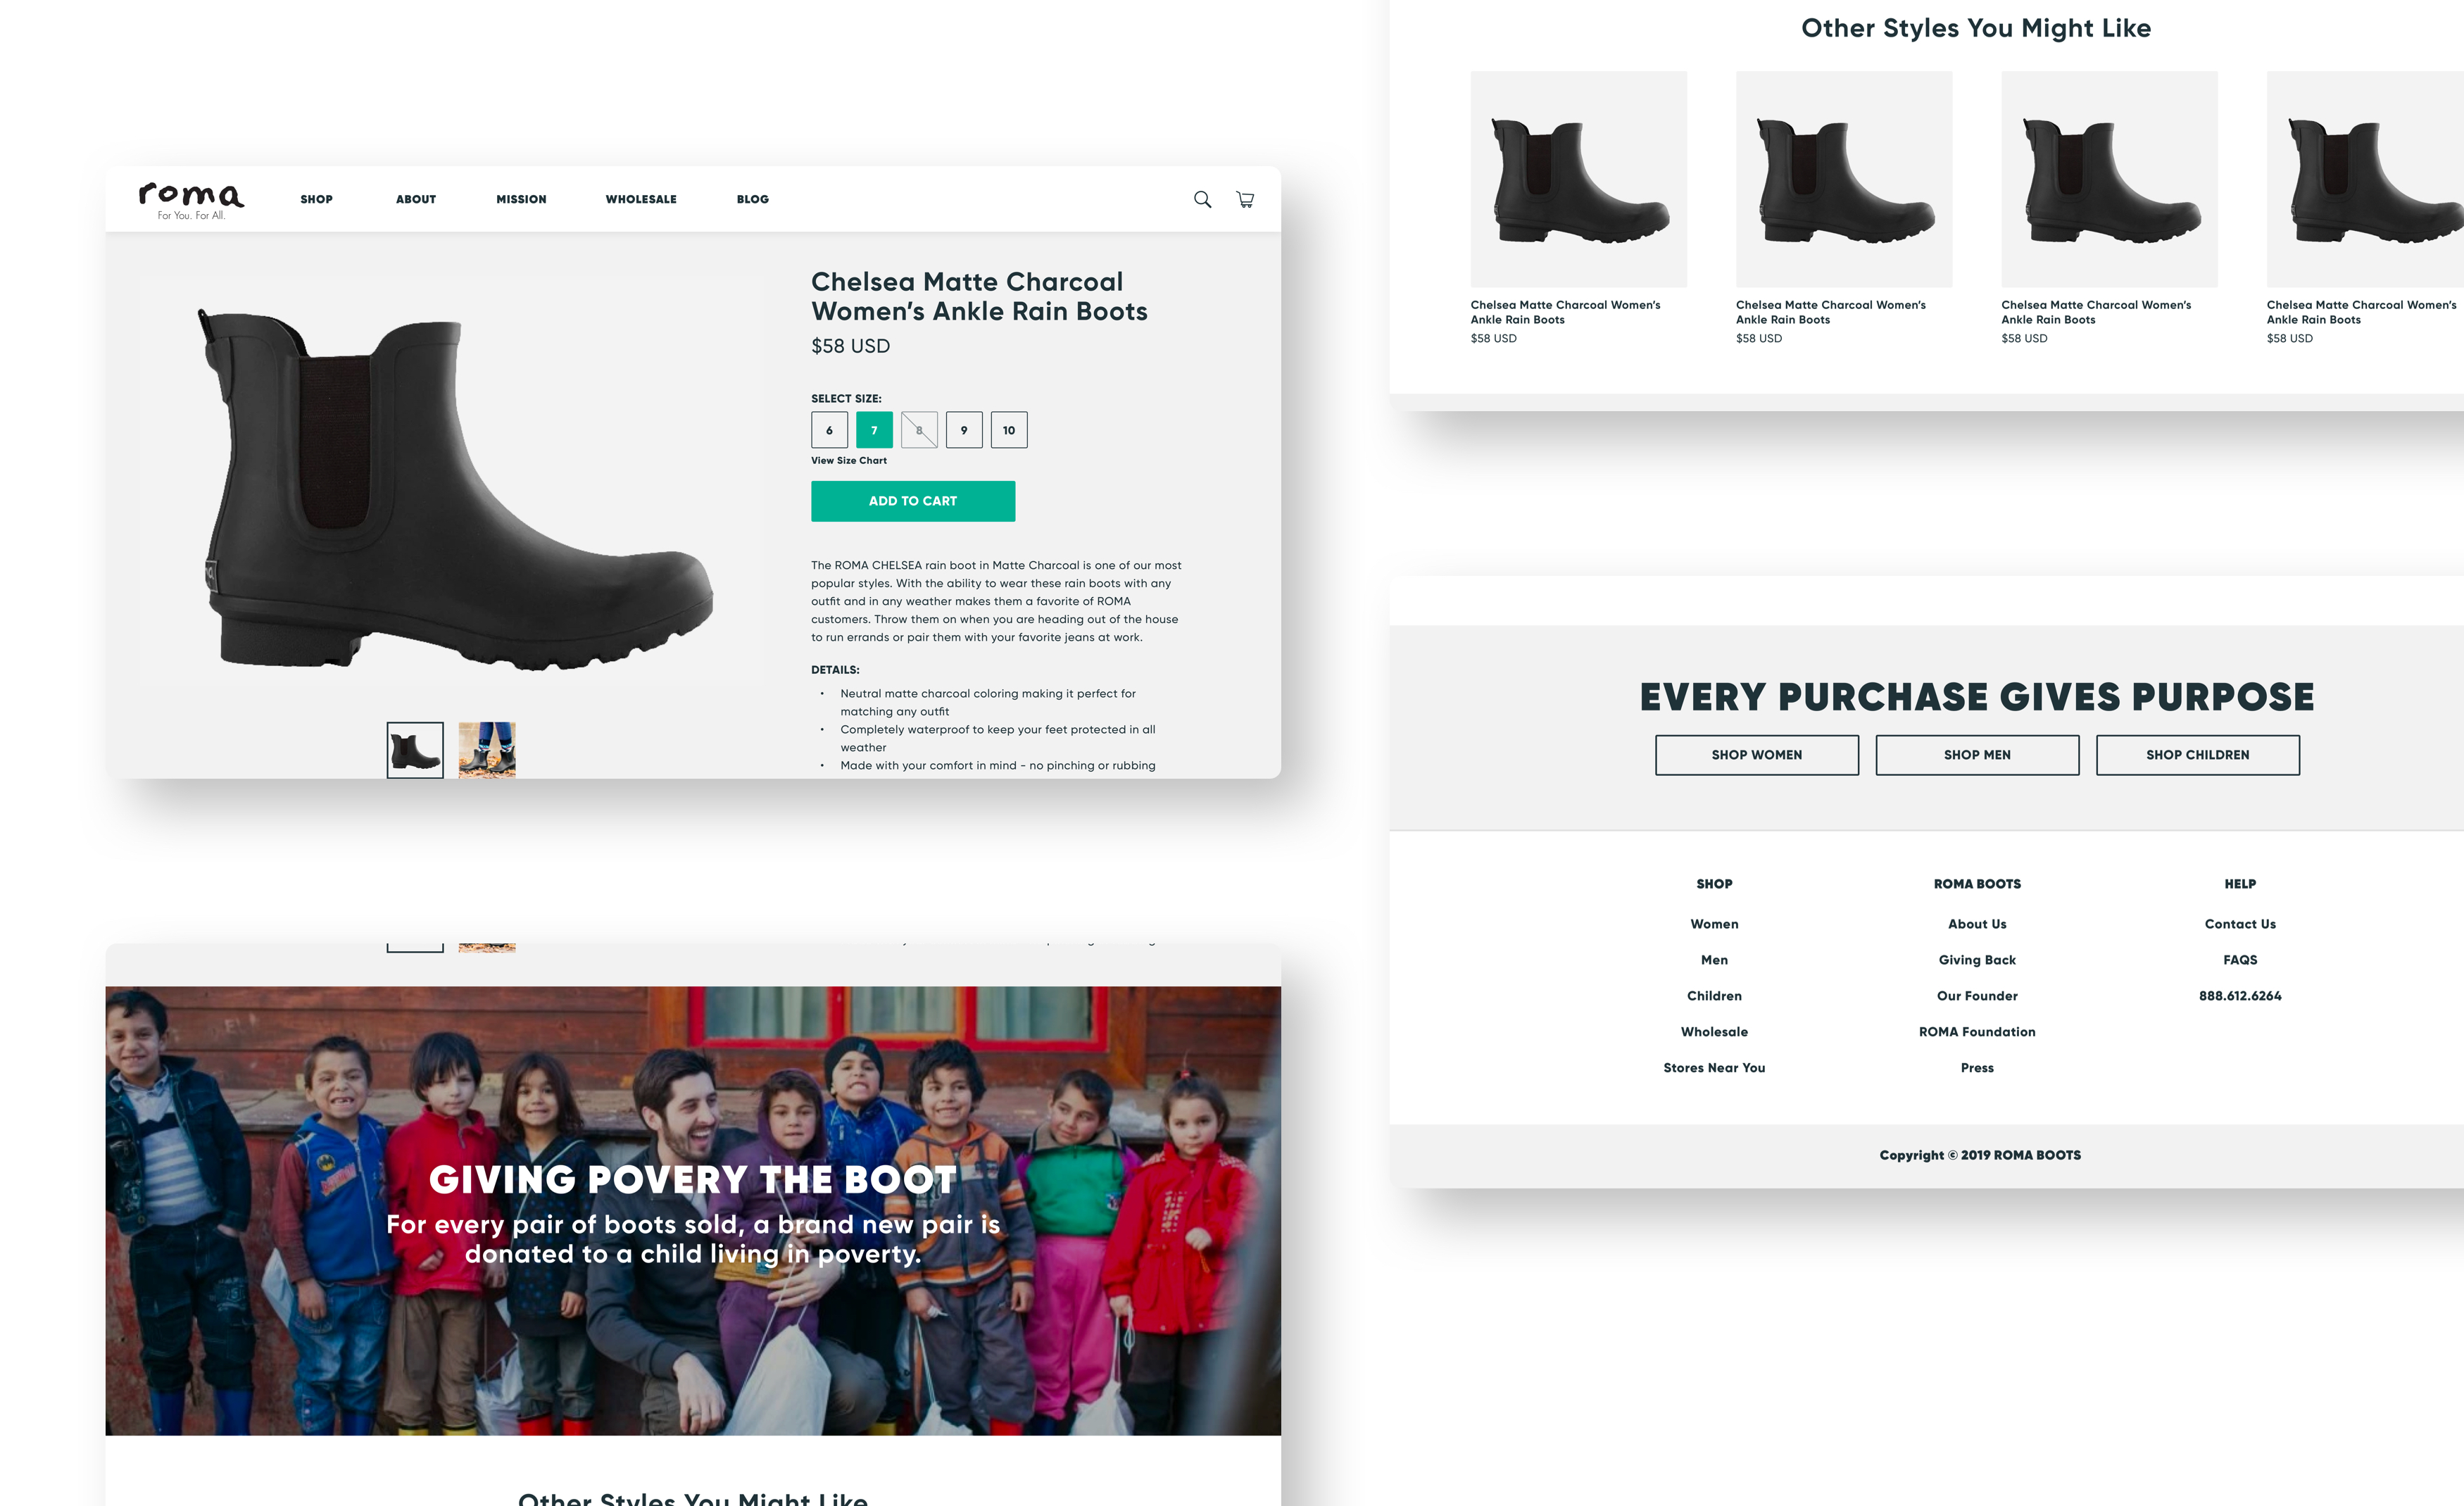 roma
For You. For All.
SHOP ABOUT MISSION WHOLESALE BLOG
Chelsea Matte Charcoal
Women’s Ankle Rain Boots
$58 USD
SELECT SIZE:
6 7 8 9 10
View Size Chart
ADD TO CART
The ROMA CHELSEA rain boot in Matte Charcoal is one of our most
popular styles. With the ability to wear these rain boots with any
outfit and in any weather makes them a favorite of ROMA
customers. Throw them on when you are heading out of the house
to run errands or pair them with your favorite jeans at work.
DETAILS:
• Neutral matte charcoal coloring making it perfect for
matching any outfit
• Completely waterproof to keep your feet protected in all
weather
• Made with your comfort in mind - no pinching or rubbing
GIVING POVERY THE BOOT
For every pair of boots sold, a brand new pair is
donated to a child living in poverty.
Other Styles You Might Like
Other Styles You Might Like
Chelsea Matte Charcoal Women’s
Ankle Rain Boots
$58 USD
Chelsea Matte Charcoal Women’s
Ankle Rain Boots
$58 USD
Chelsea Matte Charcoal Women’s
Ankle Rain Boots
$58 USD
Chelsea Matte Charcoal Women’s
Ankle Rain Boots
$58 USD
EVERY PURCHASE GIVES PURPOSE
SHOP WOMEN SHOP MEN SHOP CHILDREN
SHOP
Women
Men
Children
Wholesale
Stores Near You
ROMA BOOTS
About Us
Giving Back
Our Founder
ROMA Foundation
Press
HELP
Contact Us
FAQS
888.612.6264
Copyright © 2019 ROMA BOOTS